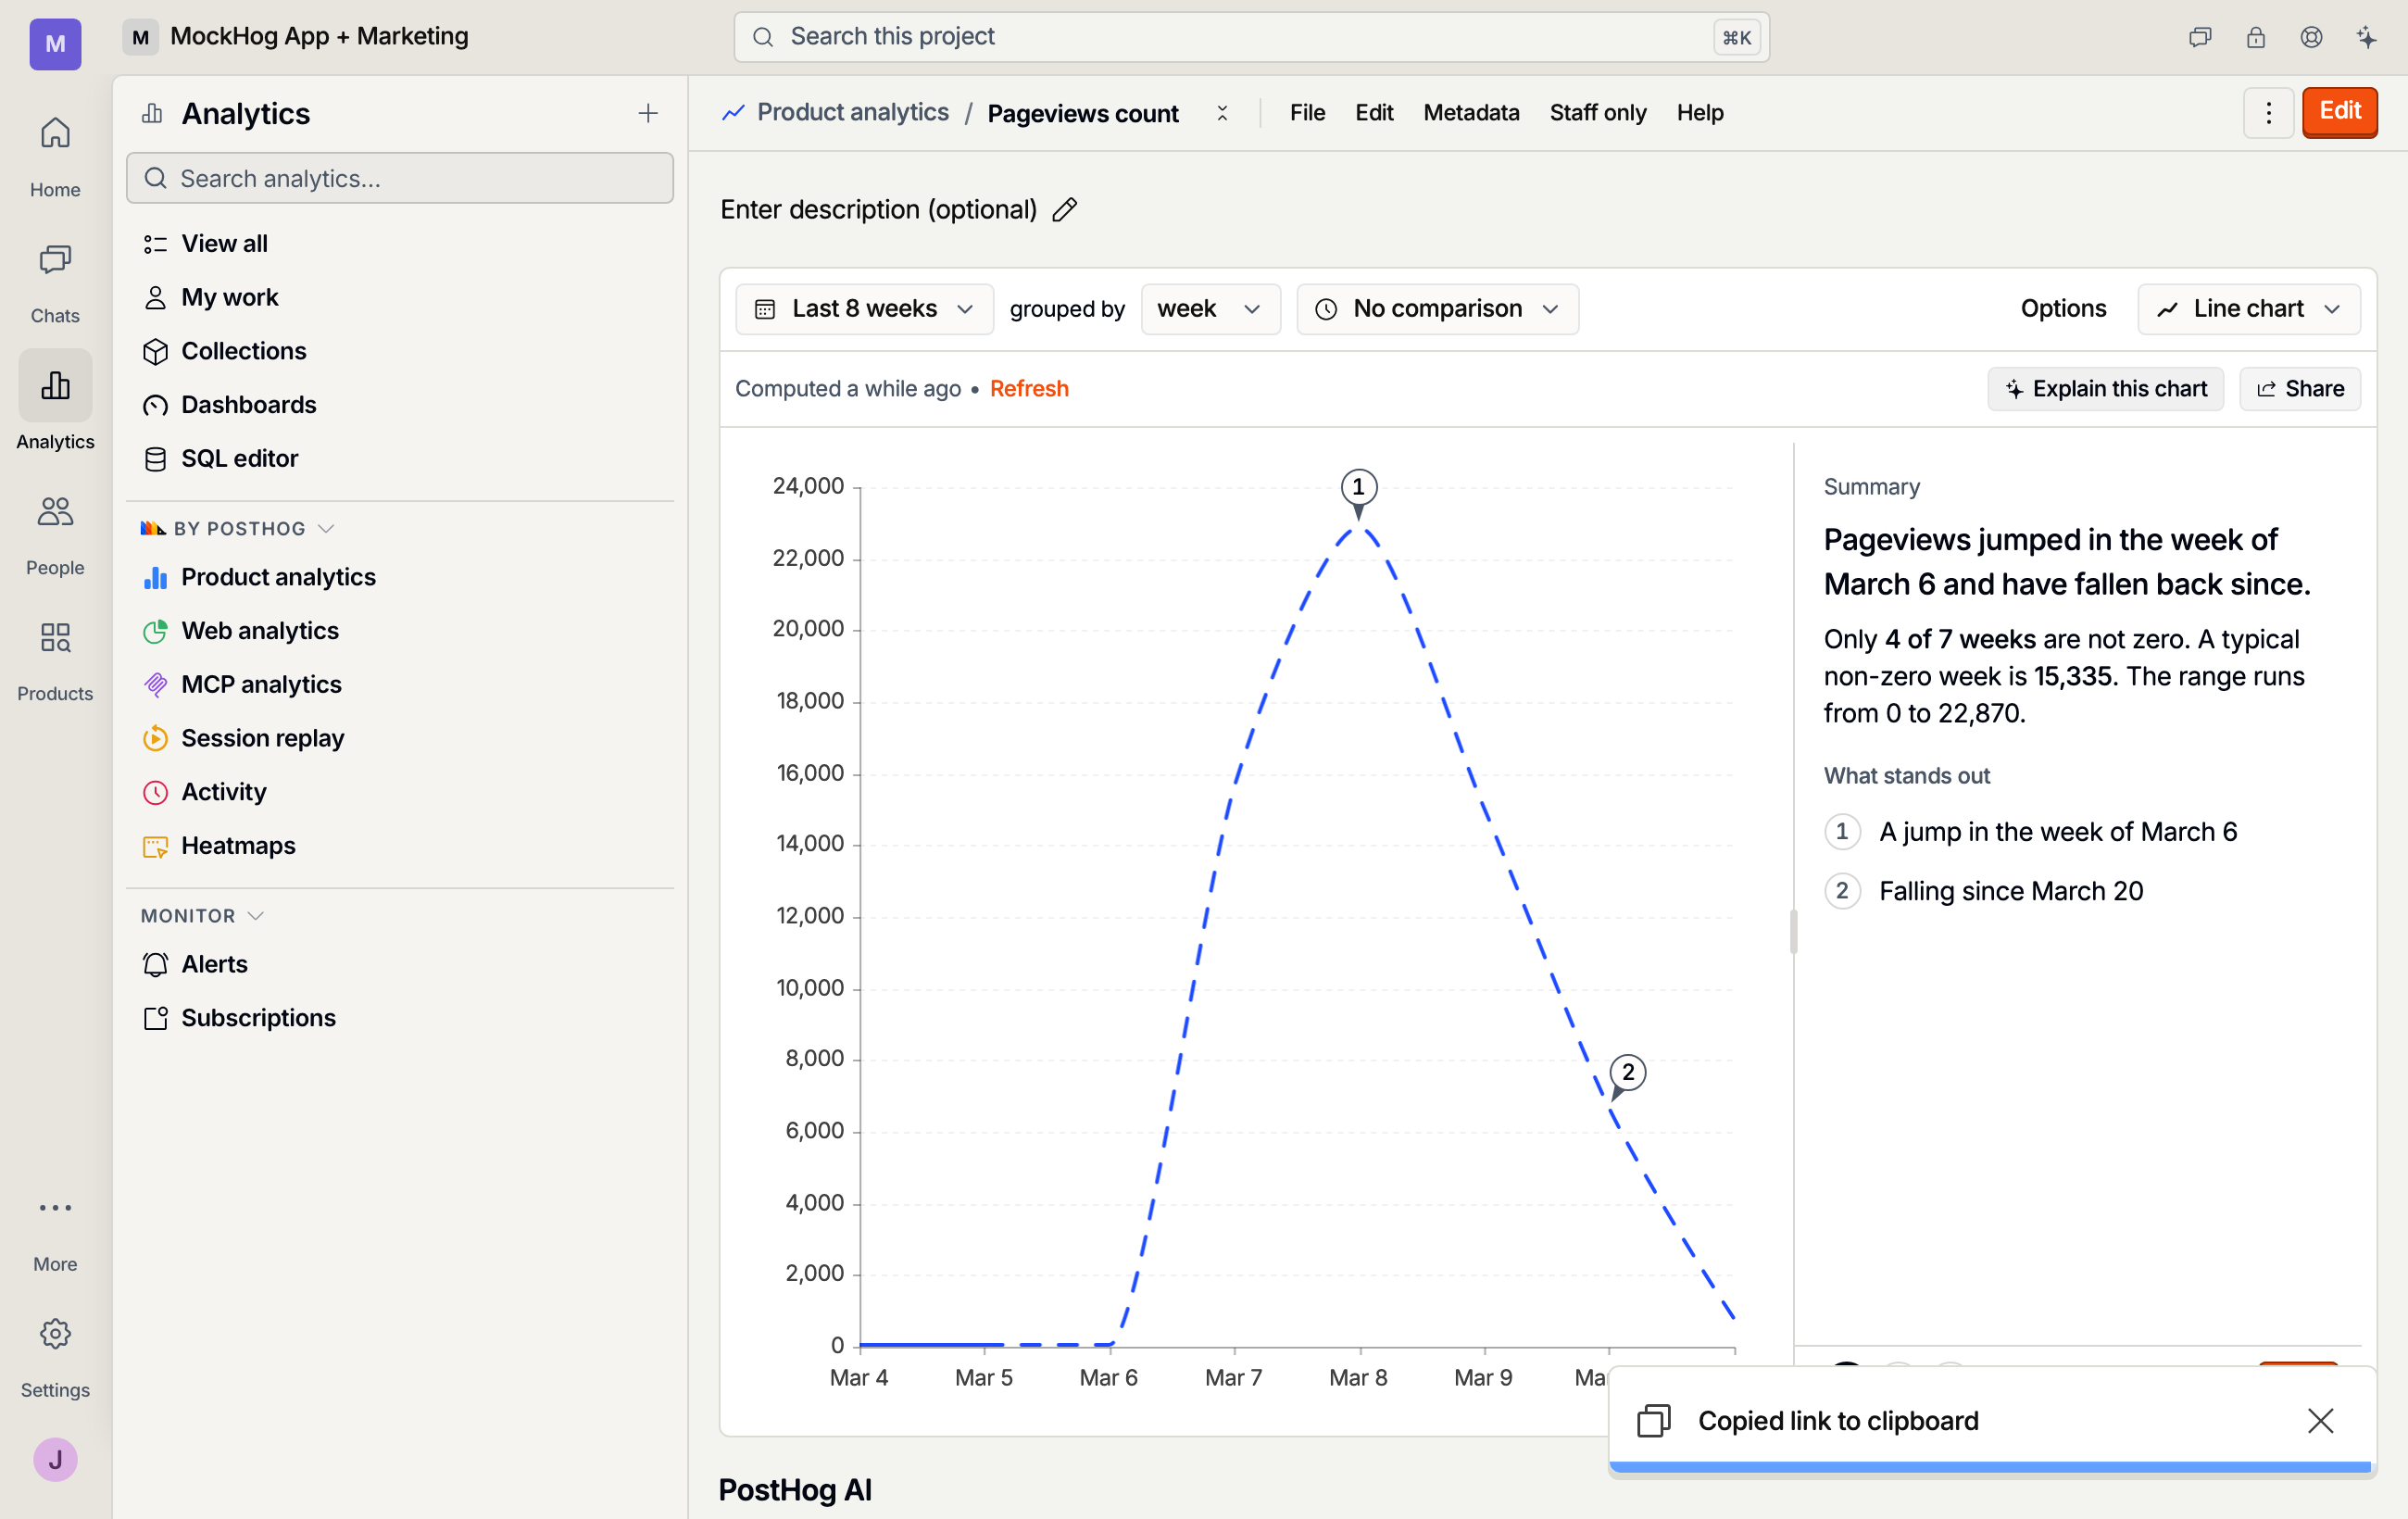 M
M MockHog App + Marketing
Search this project
⌘K
Home
Chats
Analytics
People
Products
More
Settings
J
Analytics
Search analytics...
View all
My work
Collections
Dashboards
SQL editor
BY POSTHOG
Product analytics
Web analytics
MCP analytics
Session replay
Activity
Heatmaps
MONITOR
Alerts
Subscriptions
Product analytics / Pageviews count
File Edit Metadata Staff only Help
Edit
Enter description (optional)
Last 8 weeks grouped by week No comparison
Options Line chart
Computed a while ago • Refresh
Explain this chart Share
24,000
22,000
20,000
18,000
16,000
14,000
12,000
10,000
8,000
6,000
4,000
2,000
0
1
2
Mar 4 Mar 5 Mar 6 Mar 7 Mar 8 Mar 9
Summary
Pageviews jumped in the week of
March 6 and have fallen back since.
Only 4 of 7 weeks are not zero. A typical
non-zero week is 15,335. The range runs
from 0 to 22,870.
What stands out
1 A jump in the week of March 6
2 Falling since March 20
Copied link to clipboard
PostHog AI